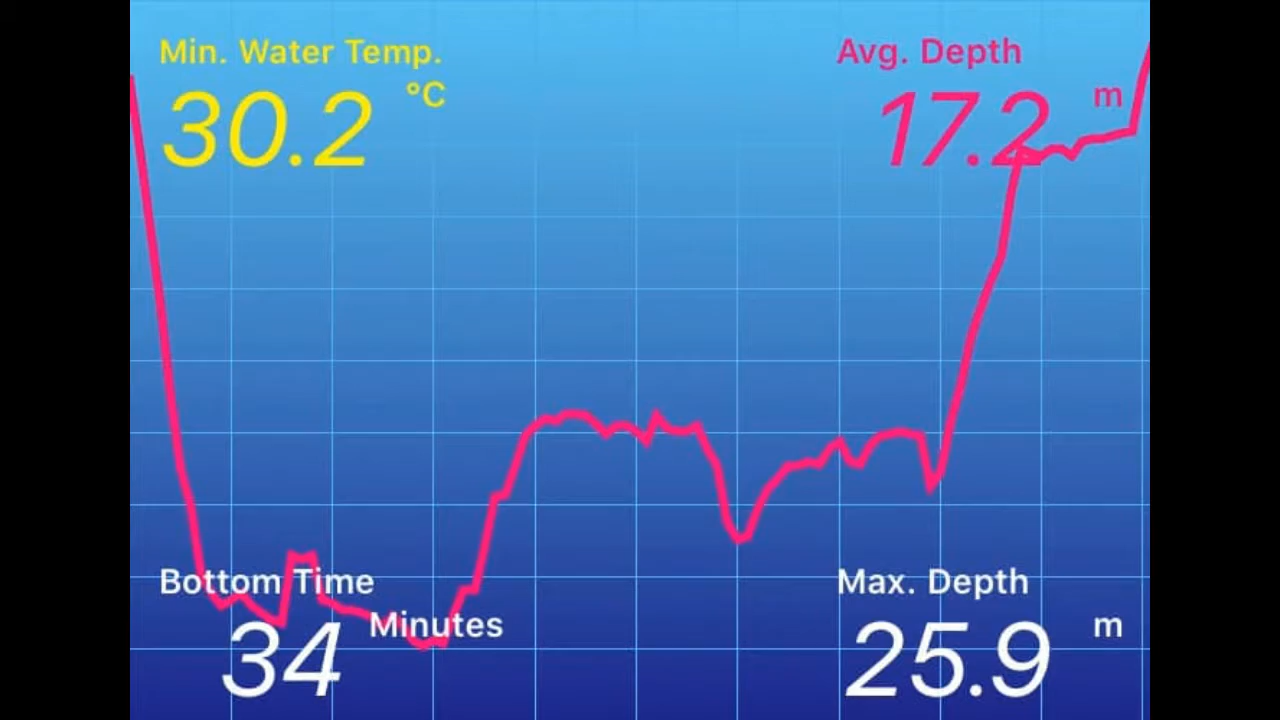 Min. Water Temp.
30.2 °C
Avg. Depth
17.2 m
Bottom Time
34 Minutes
Max. Depth
25.9 m